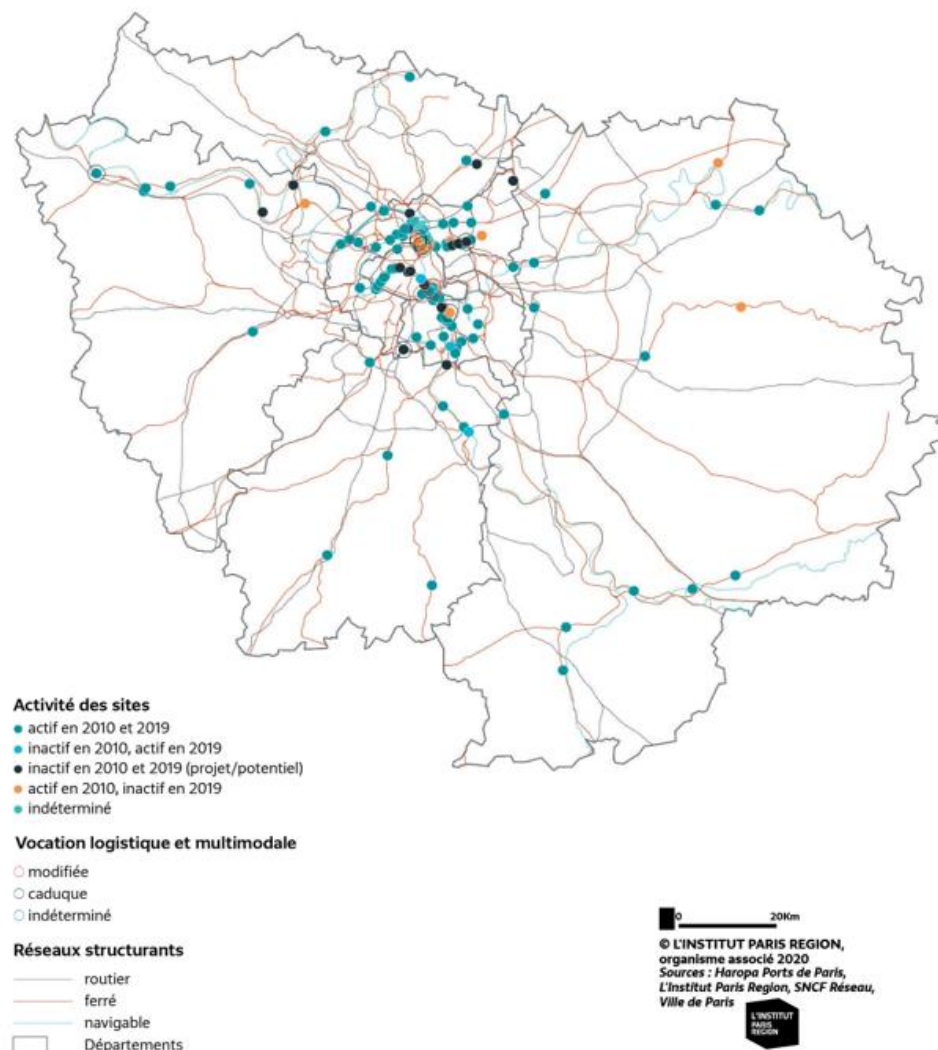 Activité des sites
actif en 2010 et 2019
inactif en 2010, actif en 2019
inactif en 2010 et 2019 (projet/potentiel)
actif en 2010, inactif en 2019
indéterminé
Vocation logistique et multimodale
modifiée
caduque
indéterminé
Réseaux structurants
routier
ferré
navigable
Départements
0 20Km
© L'INSTITUT PARIS REGION,
organisme associé 2020
Sources : Haropa Ports de Paris,
L'Institut Paris Region, SNCF Réseau,
Ville de Paris
L'INSTITUT
PARIS
REGION